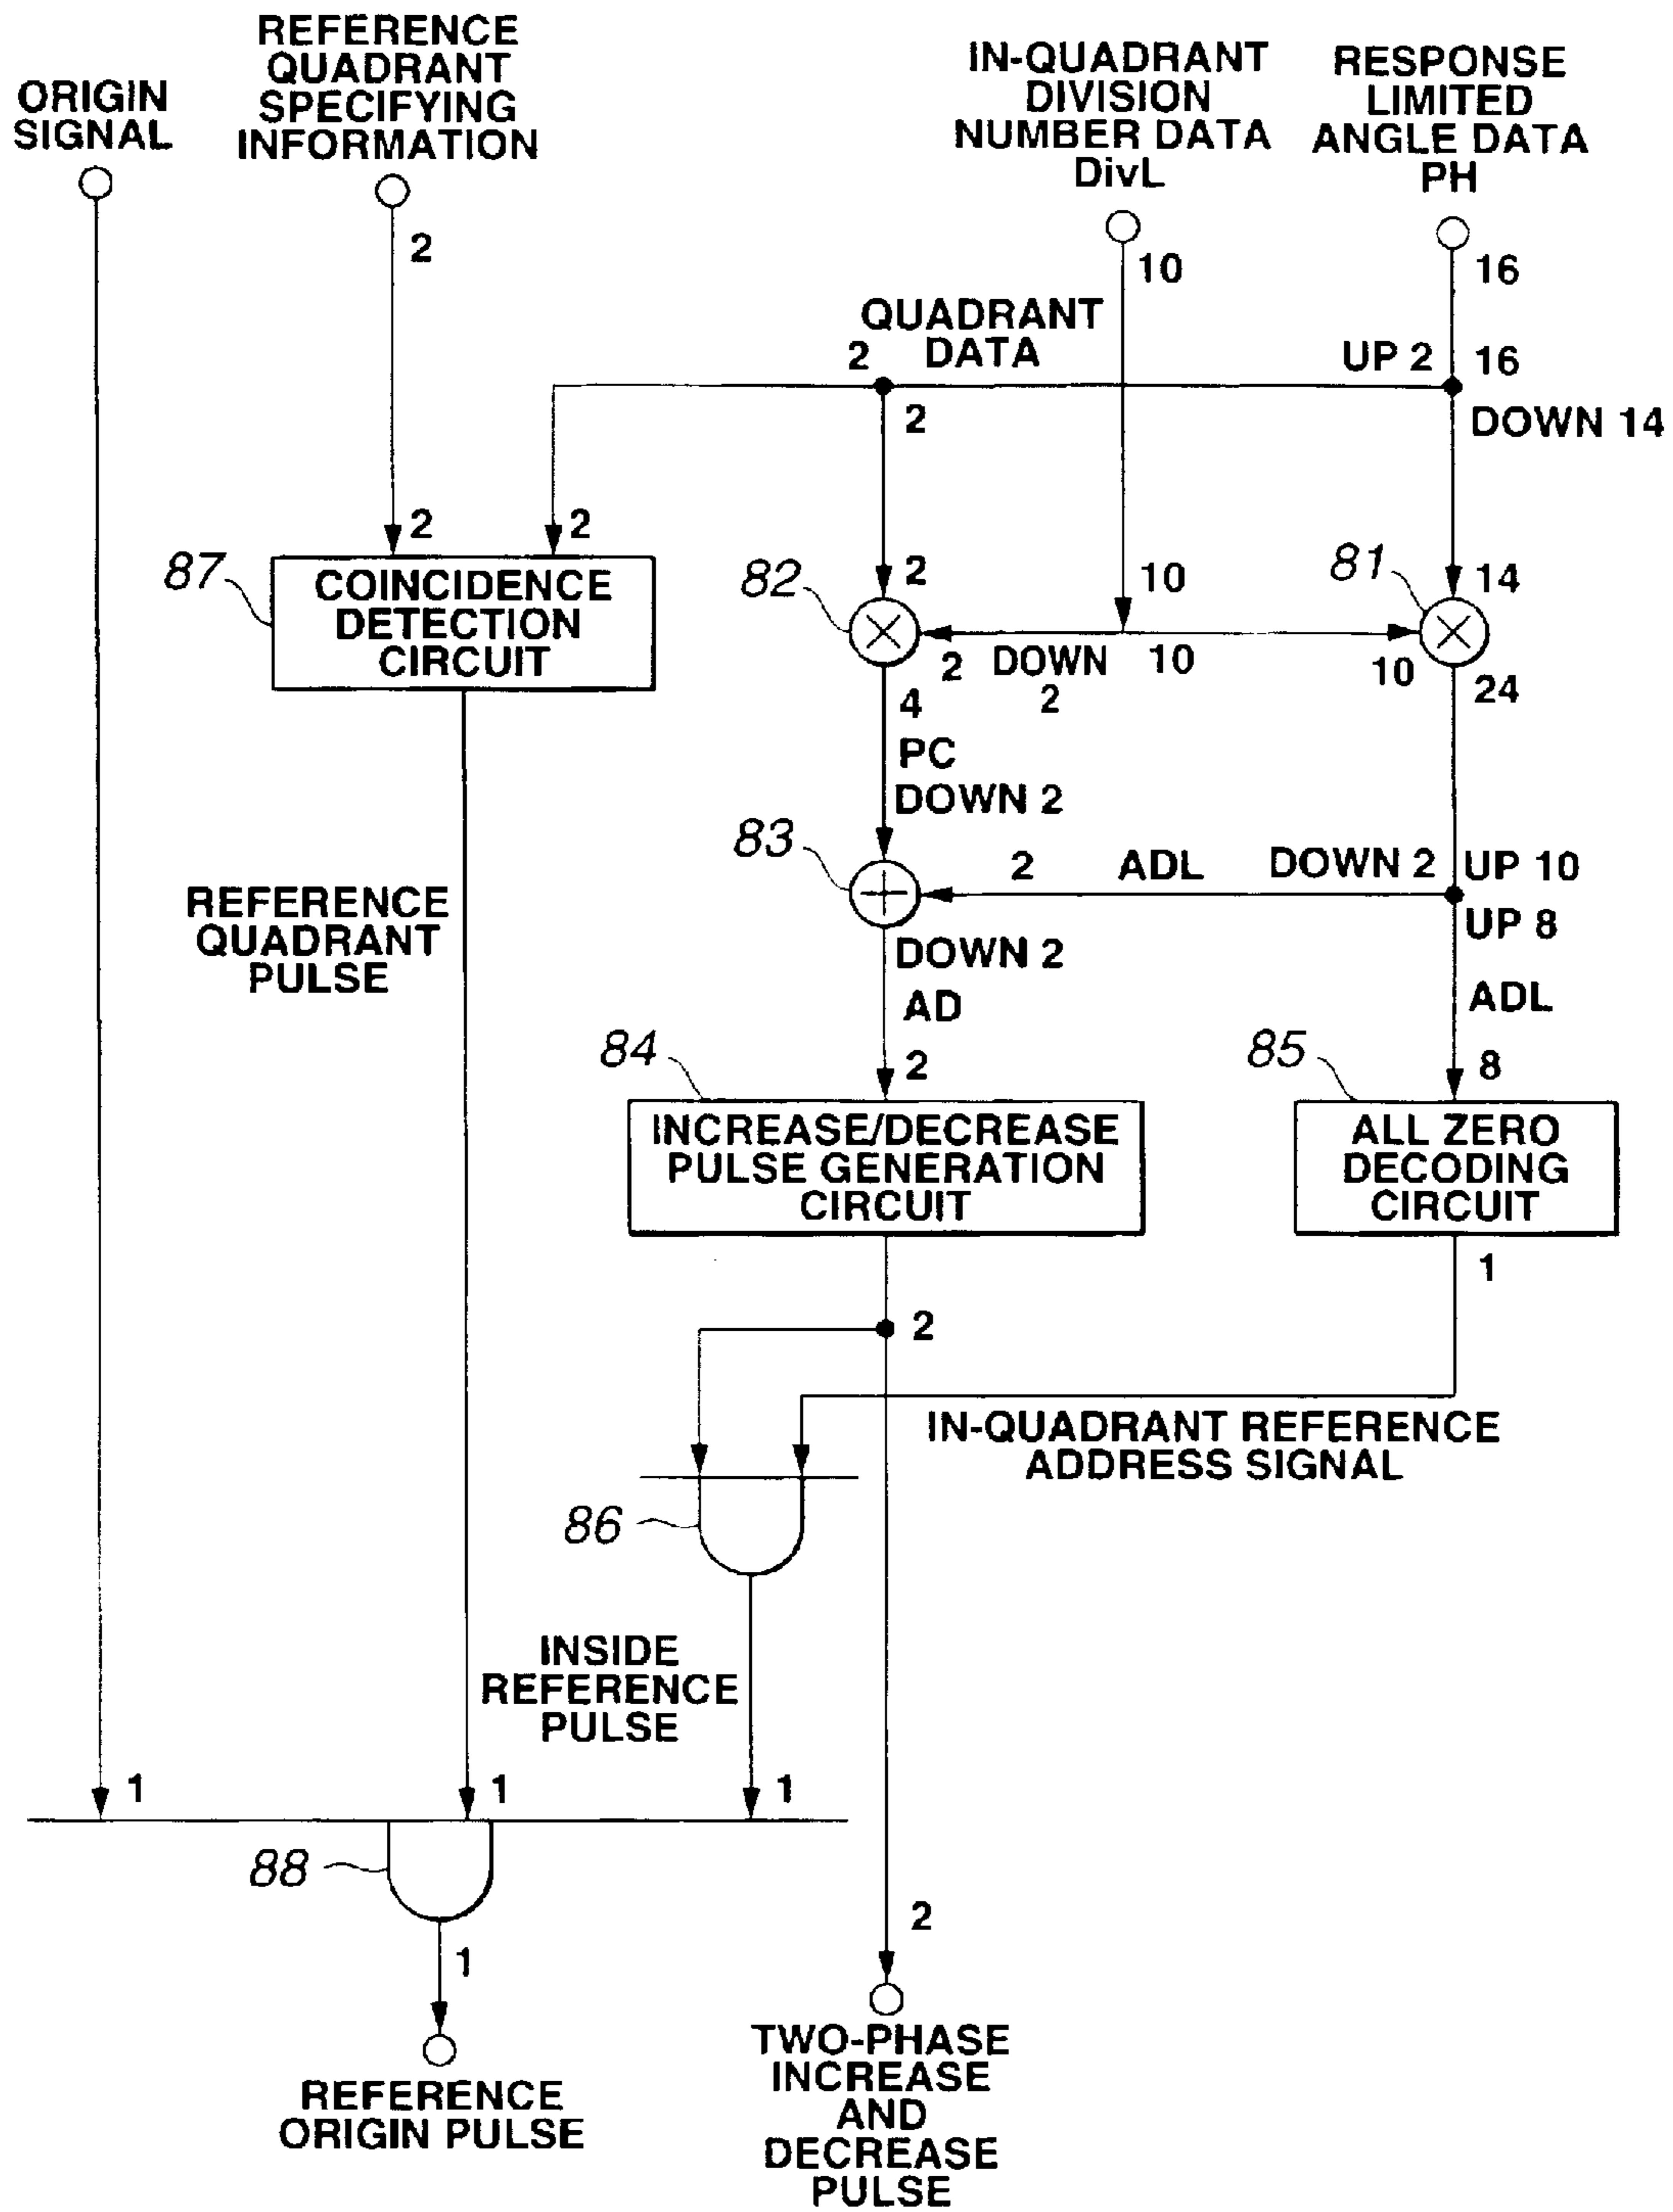 ORIGIN
SIGNAL
REFERENCE
QUADRANT
SPECIFYING
INFORMATION
IN-QUADRANT
DIVISION
NUMBER DATA
DivL
RESPONSE
LIMITED
ANGLE DATA
PH
2
10
16
QUADRANT
DATA
2
UP 2
16
2
DOWN 14
2
2
87
COINCIDENCE
DETECTION
CIRCUIT
82
2
10
81
14
2
DOWN
2
10
10
24
4
PC
DOWN 2
83
2
ADL
DOWN 2
UP 10
UP 8
DOWN 2
AD
ADL
REFERENCE
QUADRANT
PULSE
84
2
85
8
INCREASE/DECREASE
PULSE GENERATION
CIRCUIT
ALL ZERO
DECODING
CIRCUIT
1
2
IN-QUADRANT REFERENCE
ADDRESS SIGNAL
86
INSIDE
REFERENCE
PULSE
1
1
1
88
1
2
REFERENCE
ORIGIN PULSE
TWO-PHASE
INCREASE
AND
DECREASE
PULSE